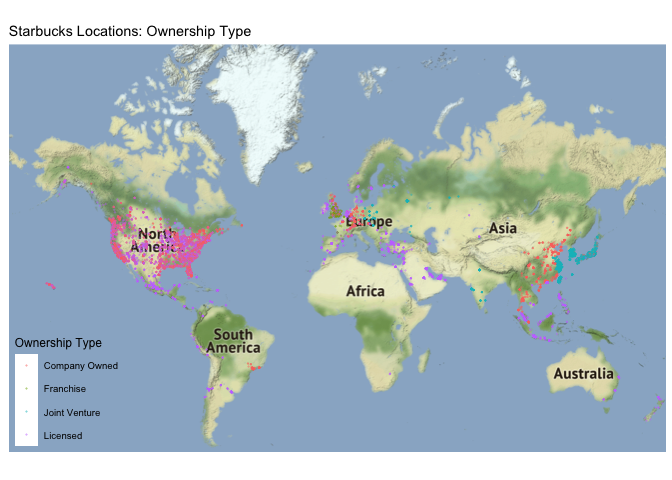 Starbucks Locations: Ownership Type
North
America
Europe
Asia
Africa
South
America
Australia
Ownership Type
Company Owned
Franchise
Joint Venture
Licensed